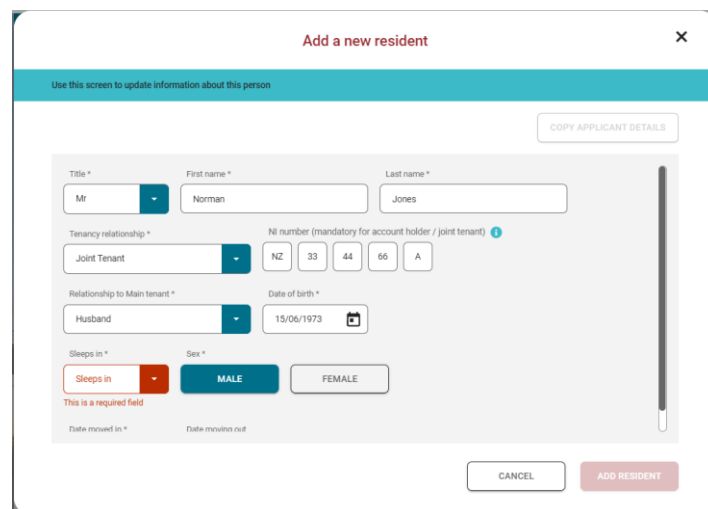 Add a new resident
Use this screen to update information about this person
COPY APPLICANT DETAILS
Title * First name * Last name *
Mr Norman Jones
Tenancy relationship * NI number (mandatory for account holder / joint tenant)
Joint Tenant NZ 33 44 66 A
Relationship to Main tenant * Date of birth *
Husband 15/06/1973
Sleeps in * Sex *
Sleeps in MALE FEMALE
This is a required field
Date moved in * Date moving out
CANCEL ADD RESIDENT